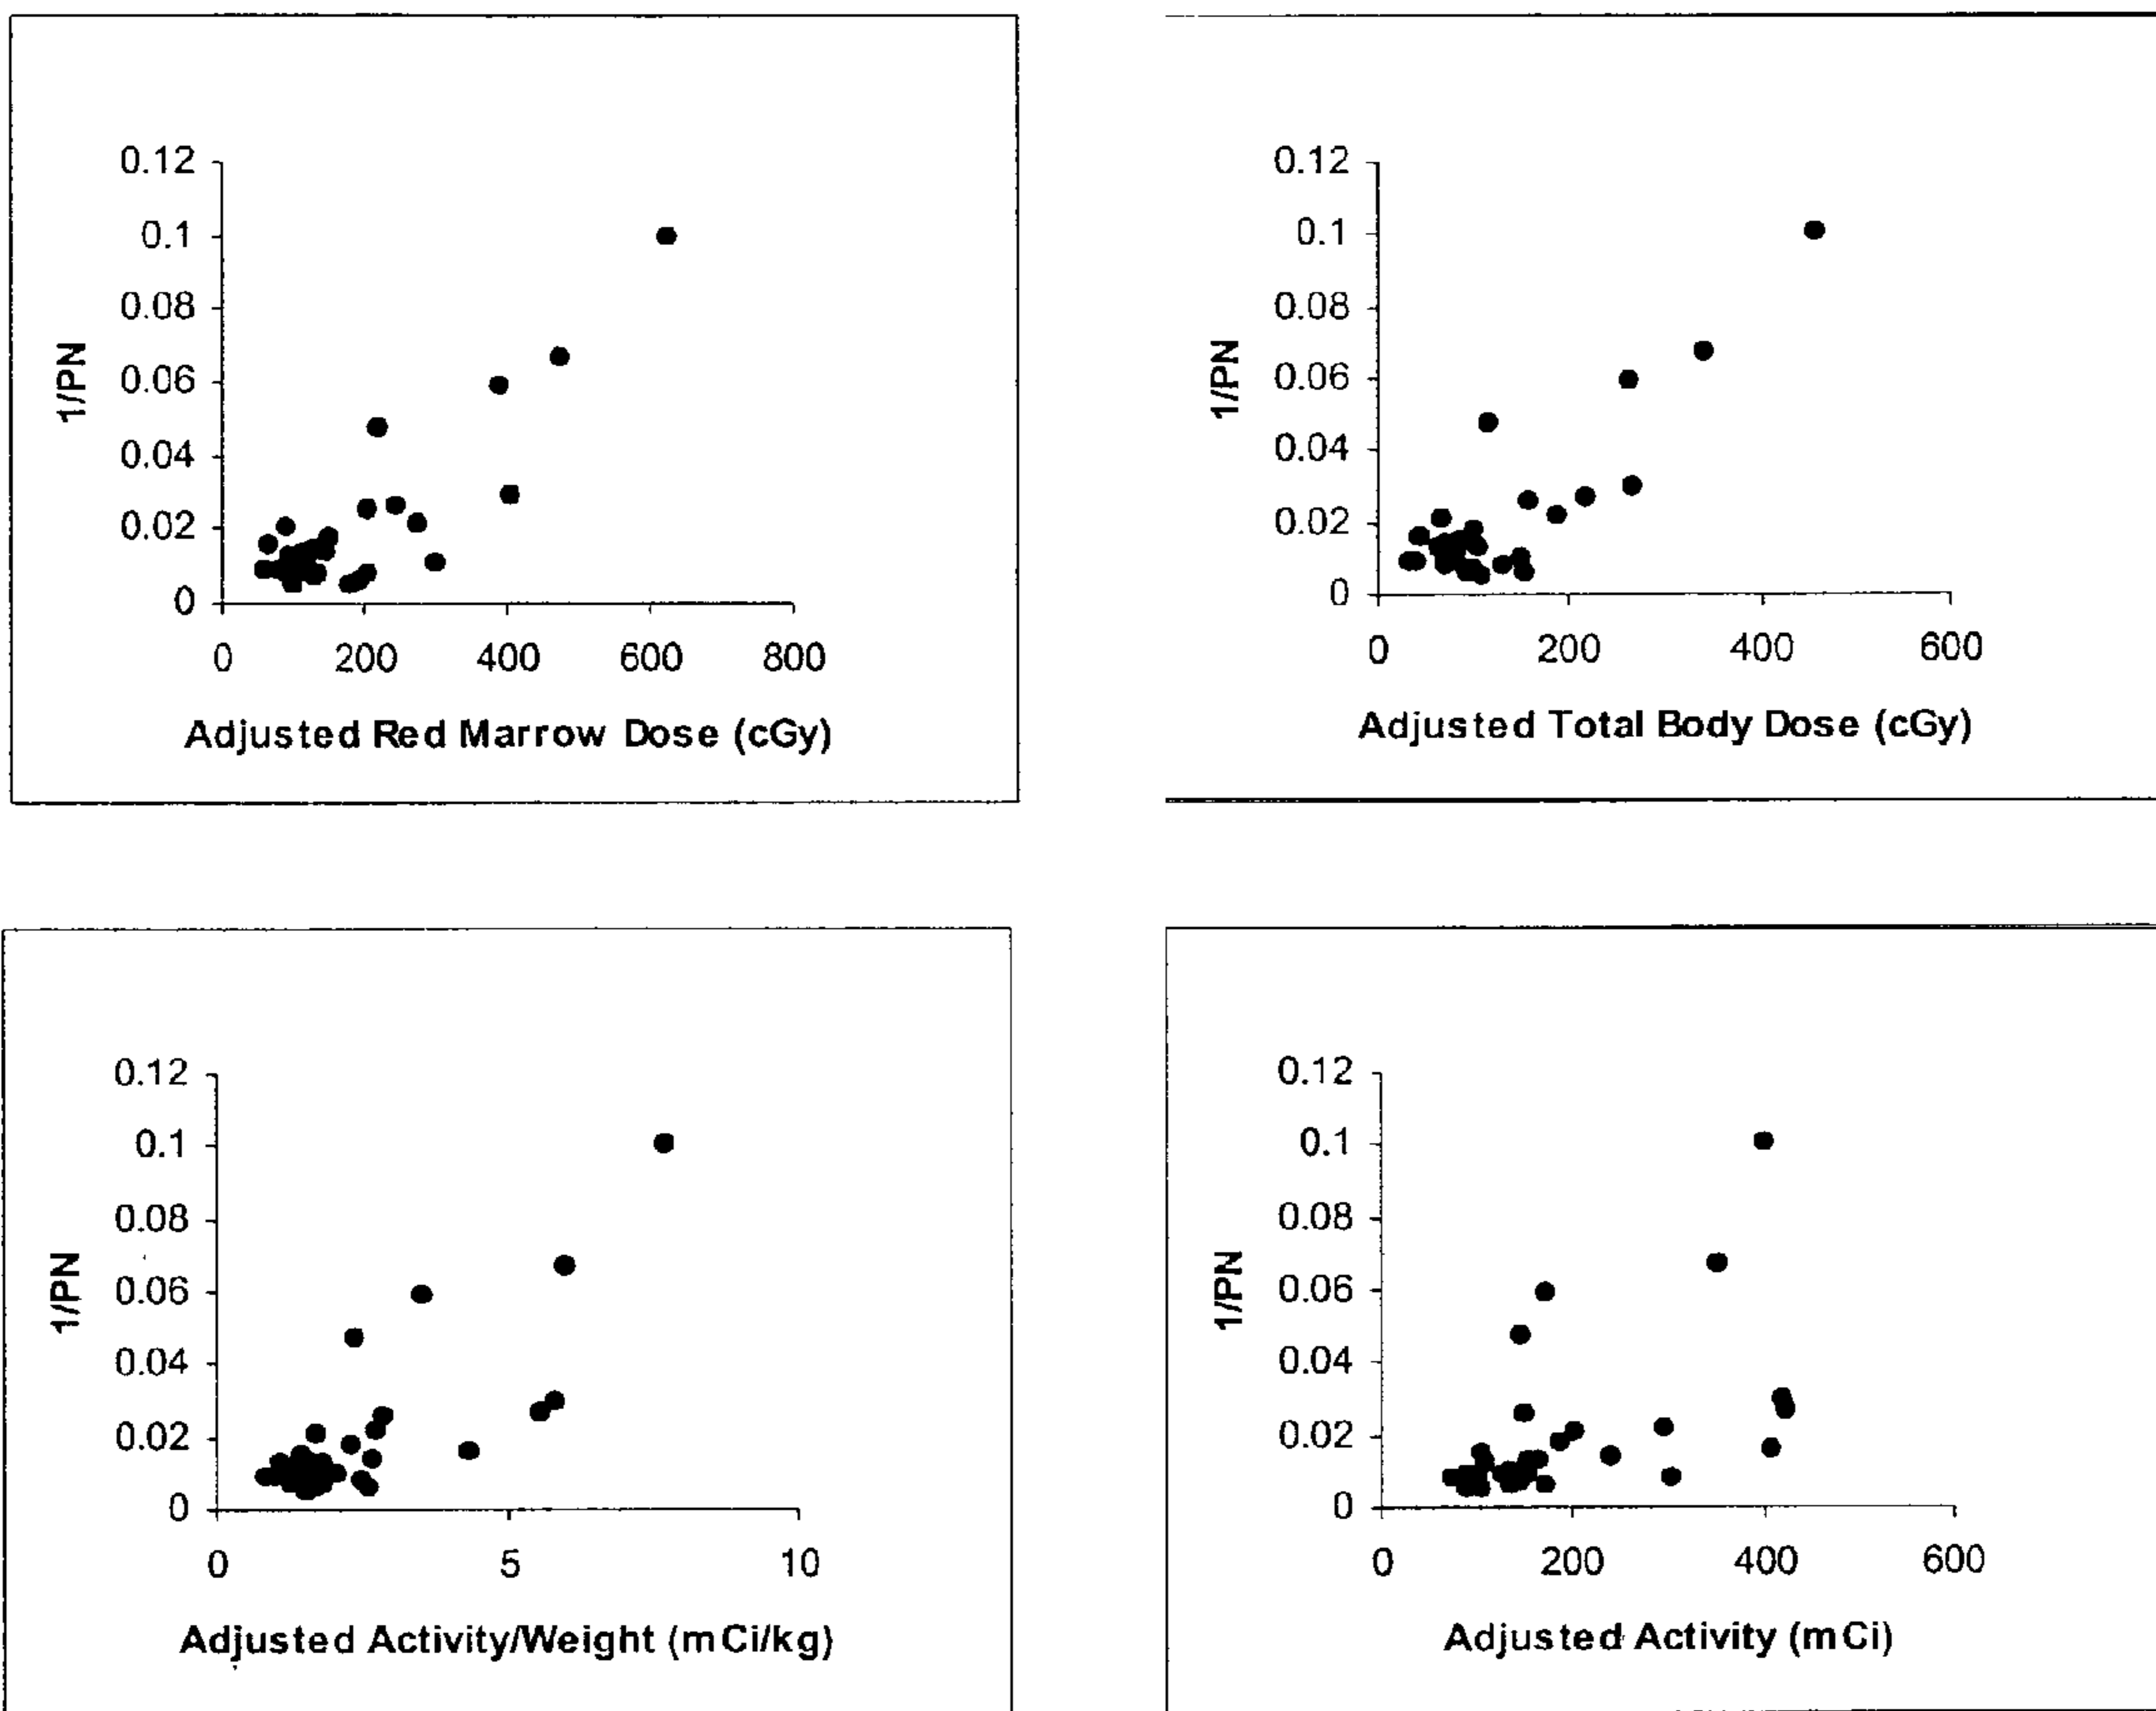 0.12
0.1
0.08
0.06
0.04
0.02
0
1/PN
0 200 400 600 800
Adjusted Red Marrow Dose (cGy)
0.12
0.1
0.08
0.06
0.04
0.02
0
1/PN
0 200 400 600
Adjusted Total Body Dose (cGy)
0.12
0.1
0.08
0.06
0.04
0.02
0
1/PN
0 5 10
Adjusted Activity/Weight (mCi/kg)
0.12
0.1
0.08
0.06
0.04
0.02
0
1/PN
0 200 400 600
Adjusted Activity (mCi)